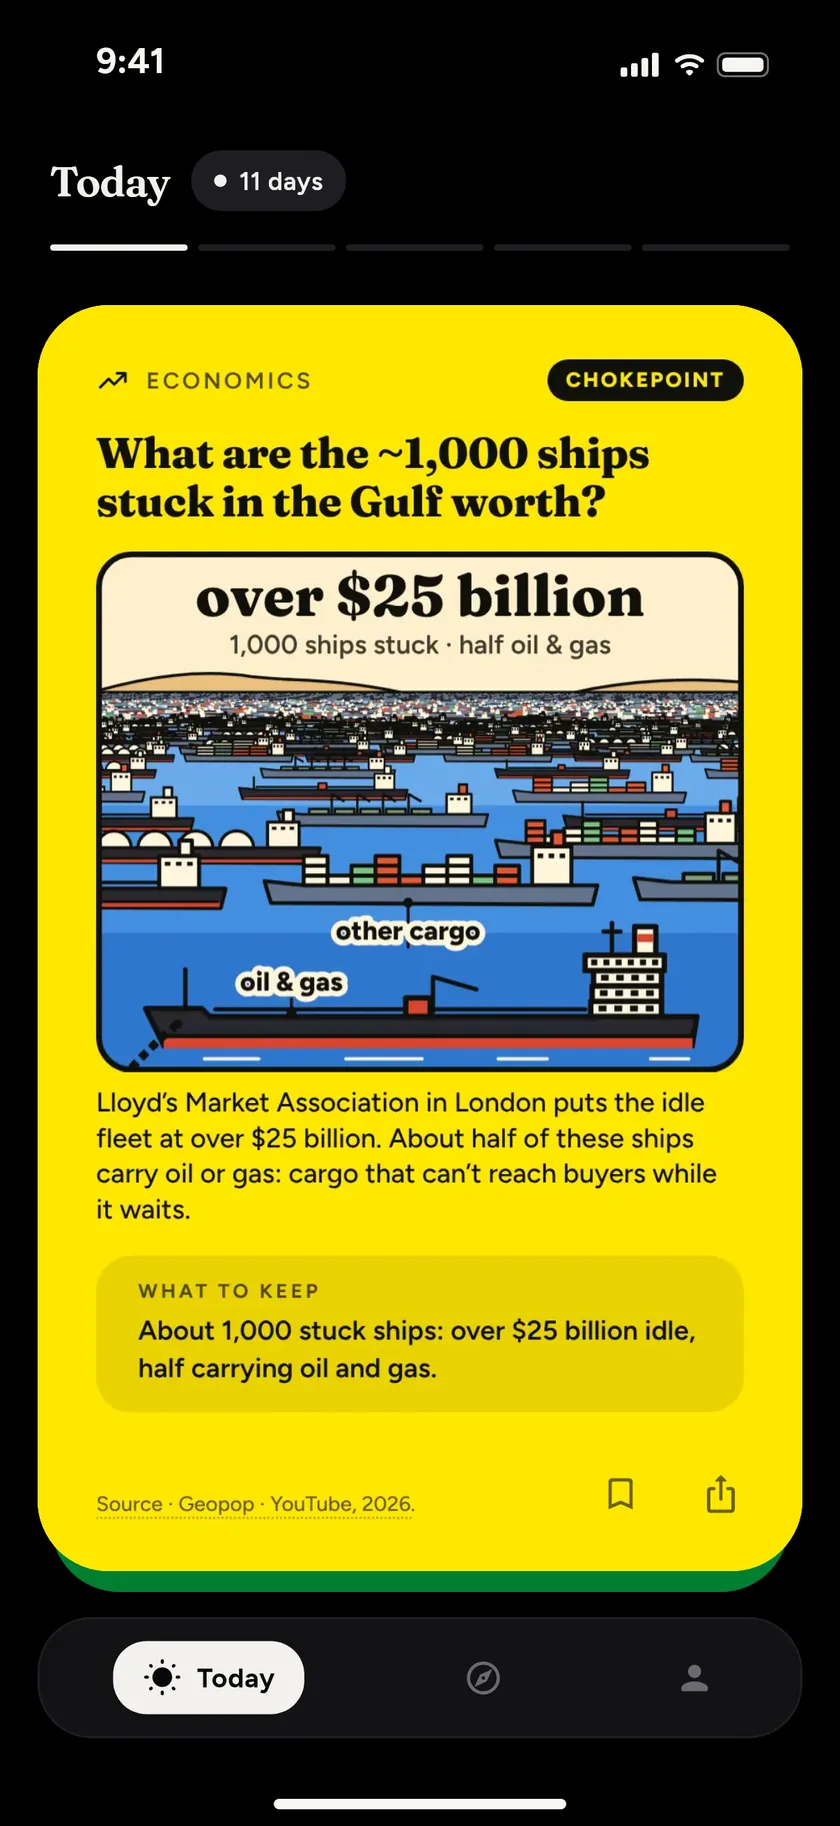 9:41
Today
11 days
ECONOMICS
CHOKEPOINT
What are the ~1,000 ships
stuck in the Gulf worth?
over $25 billion
1,000 ships stuck · half oil & gas
other cargo
oil & gas
Lloyd’s Market Association in London puts the idle
fleet at over $25 billion. About half of these ships
carry oil or gas: cargo that can’t reach buyers while
it waits.
WHAT TO KEEP
About 1,000 stuck ships: over $25 billion idle,
half carrying oil and gas.
Source · Geopop · YouTube, 2026.
Today